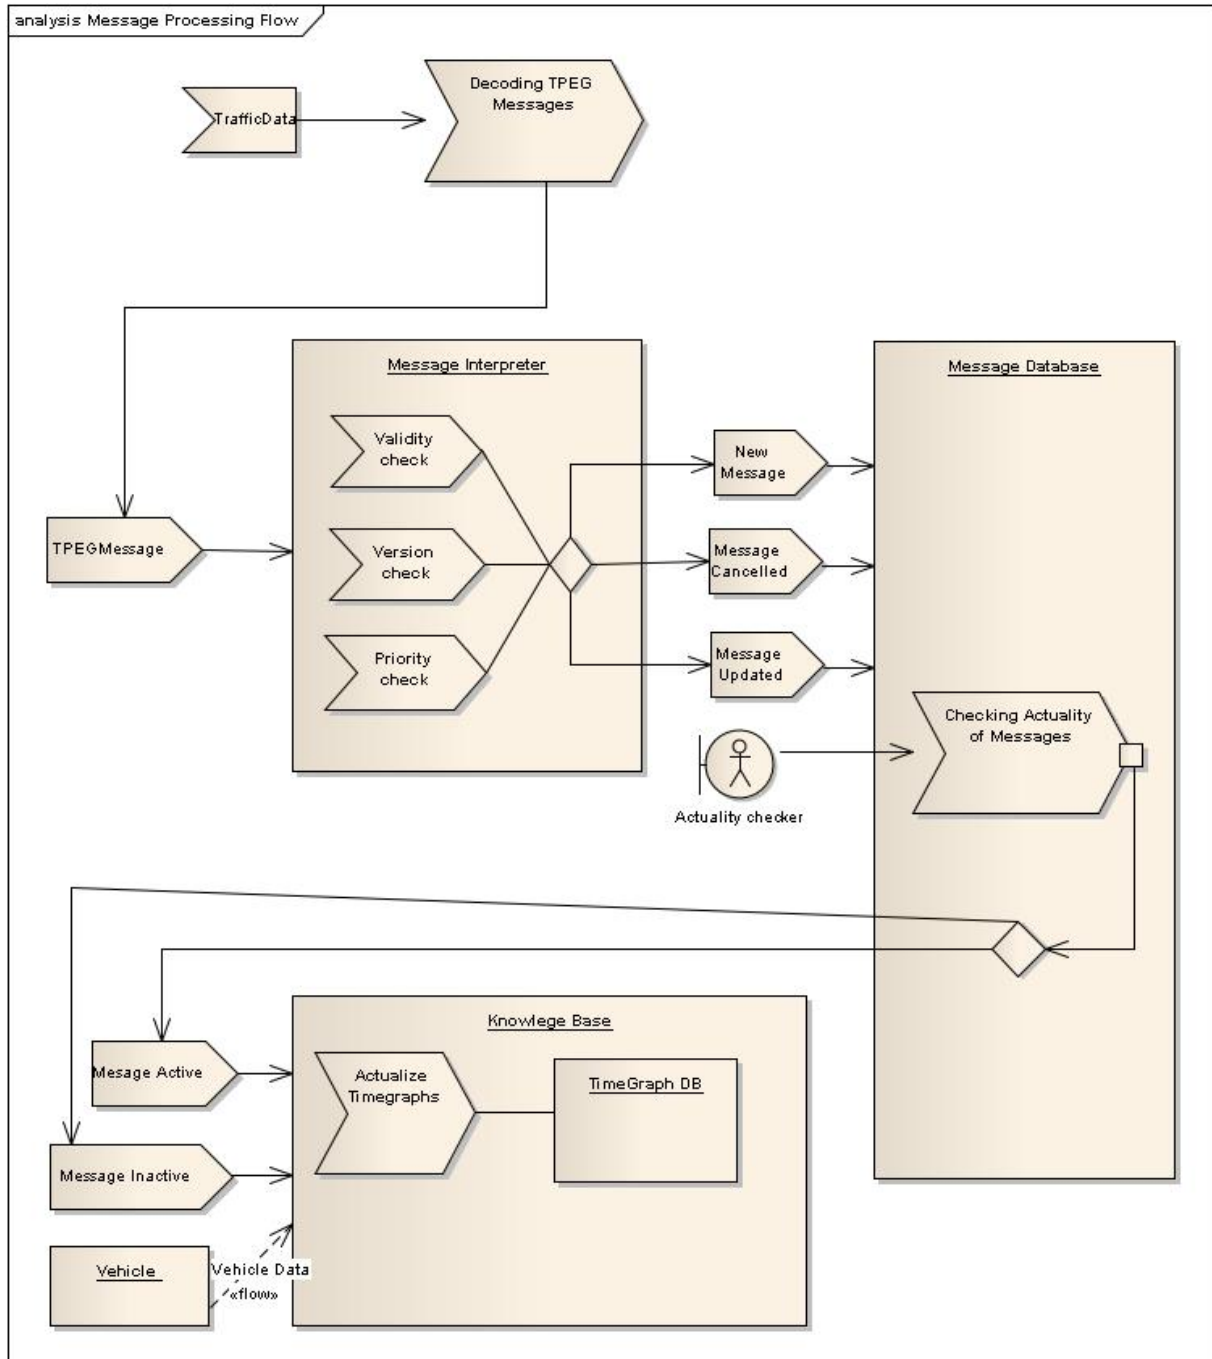 analysis Message Processing Flow
TrafficData
Decoding TPEG
Messages
Message Interpreter
Message Database
Validity
check
New
Message
TPEGMessage
Version
check
Message
Cancelled
Priority
check
Message
Updated
Checking Actuality
of Messages
Actuality checker
Knowlege Base
Mesage Active
Actualize
Timegraphs
TimeGraph DB
Message Inactive
Vehicle
Vehicle Data
«flow»